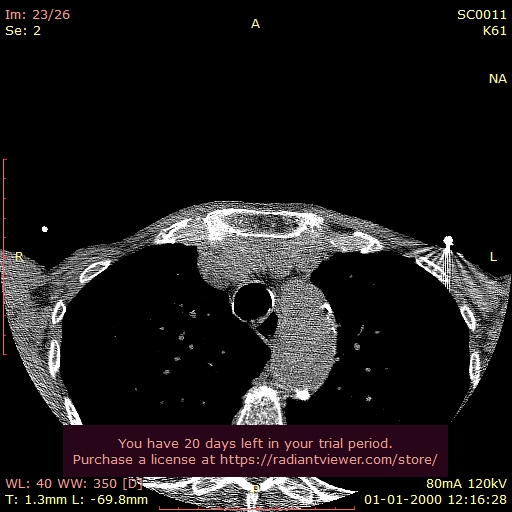 Im: 23/26
Se: 2
A
SC0011
K61
NA
R
L
You have 20 days left in your trial period.
Purchase a license at https://radiantviewer.com/store/
WL: 40 WW: 350 [D]
T: 1.3mm L: -69.8mm
80mA 120kV
01-01-2000 12:16:28